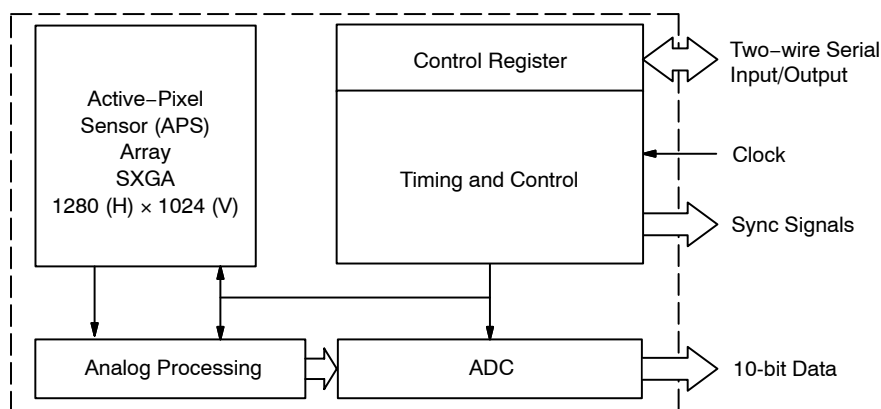 Active−Pixel
Sensor (APS)
Array
SXGA
1280 (H) × 1024 (V)
Control Register
Timing and Control
Two−wire Serial
Input/Output
Clock
Sync Signals
Analog Processing
ADC
10-bit Data